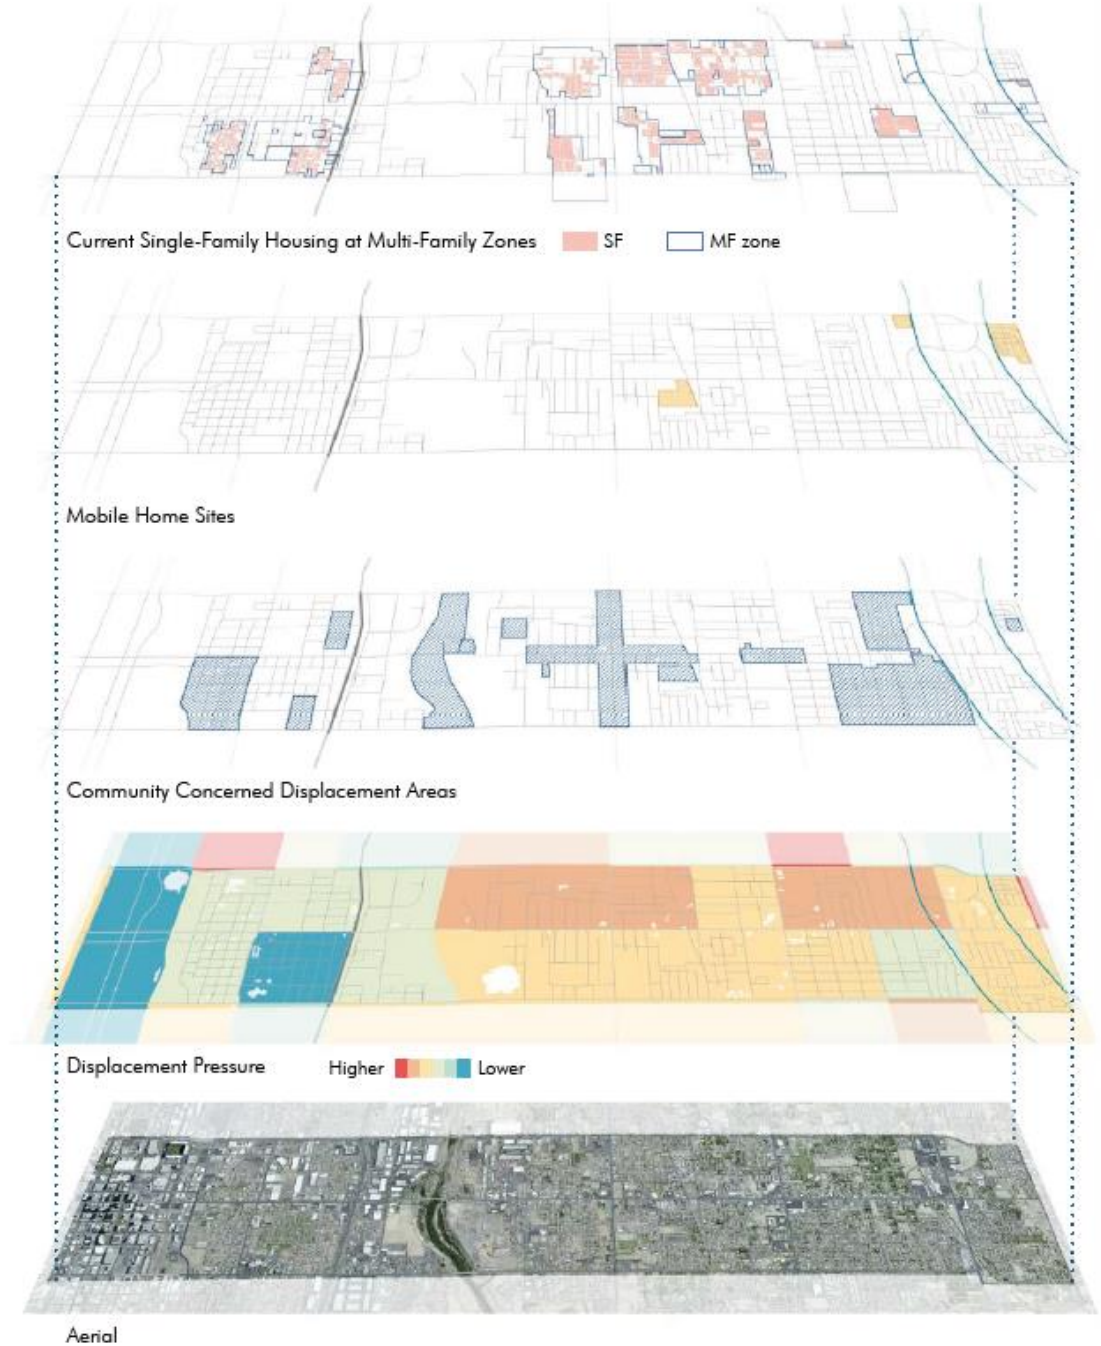 Current Single-Family Housing at Multi-Family Zones SF MF zone
Mobile Home Sites
Community Concerned Displacement Areas
Displacement Pressure Higher Lower
Aerial